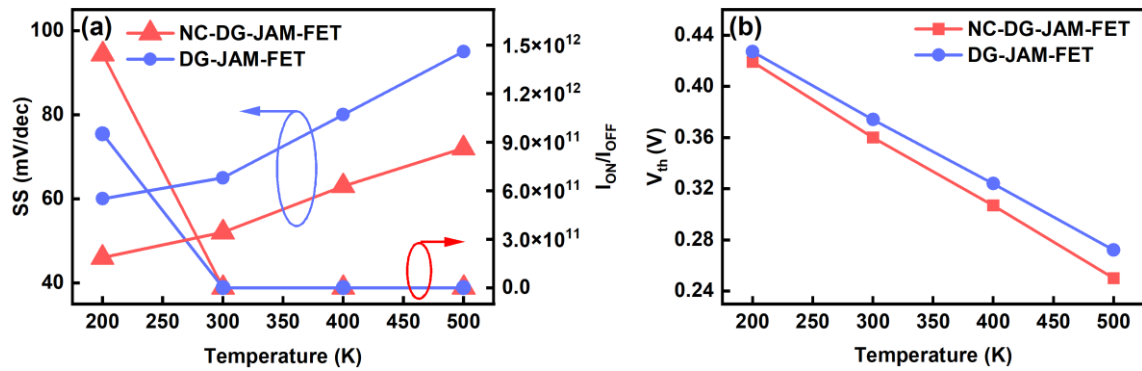 (a)
NC-DG-JAM-FET
DG-JAM-FET
100
80
60
40
SS (mV/dec)
1.5×10¹²
1.2×10¹²
9.0×10¹¹
6.0×10¹¹
3.0×10¹¹
0.0
I_ON/I_OFF
200 250 300 350 400 450 500
Temperature (K)
(b)
NC-DG-JAM-FET
DG-JAM-FET
0.44
0.40
0.36
0.32
0.28
0.24
V_th (V)
200 250 300 350 400 450 500
Temperature (K)